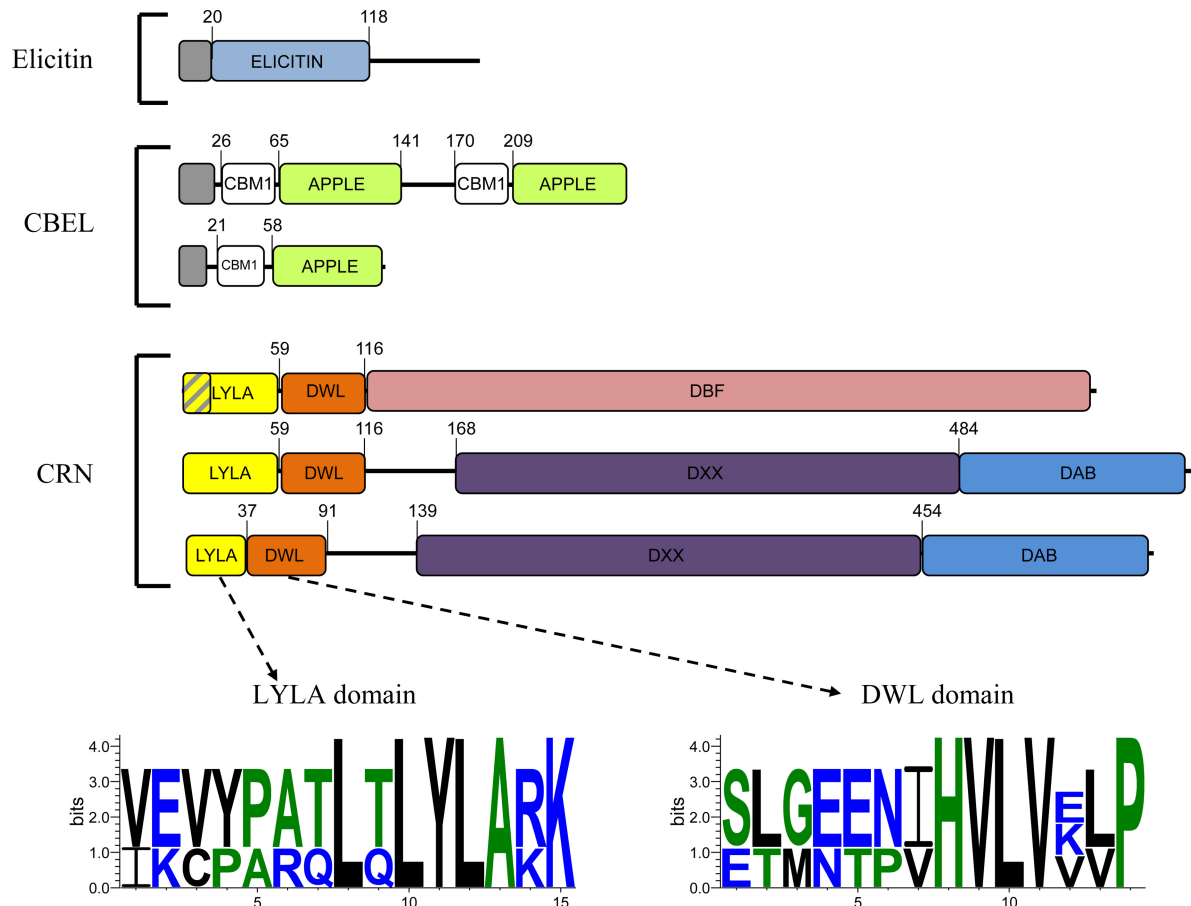 20 118
Elicitin
ELICITIN
26 65 141 170 209
CBM1 APPLE CBM1 APPLE
CBEL
21 58
CBM1 APPLE
59 116
LYLA DWL DBF
59 116 168 484
CRN
LYLA DWL DXX DAB
37 91 139 454
LYLA DWL DXX DAB
LYLA domain DWL domain
bits
4.0
3.0
2.0
1.0
0.0
VEVYPATLTLYLARK
IKCPARQ Q K
5 10 15
bits
4.0
3.0
2.0
1.0
0.0
SLGEENIHVLVELP
K
ETMNTPV VV
5 10